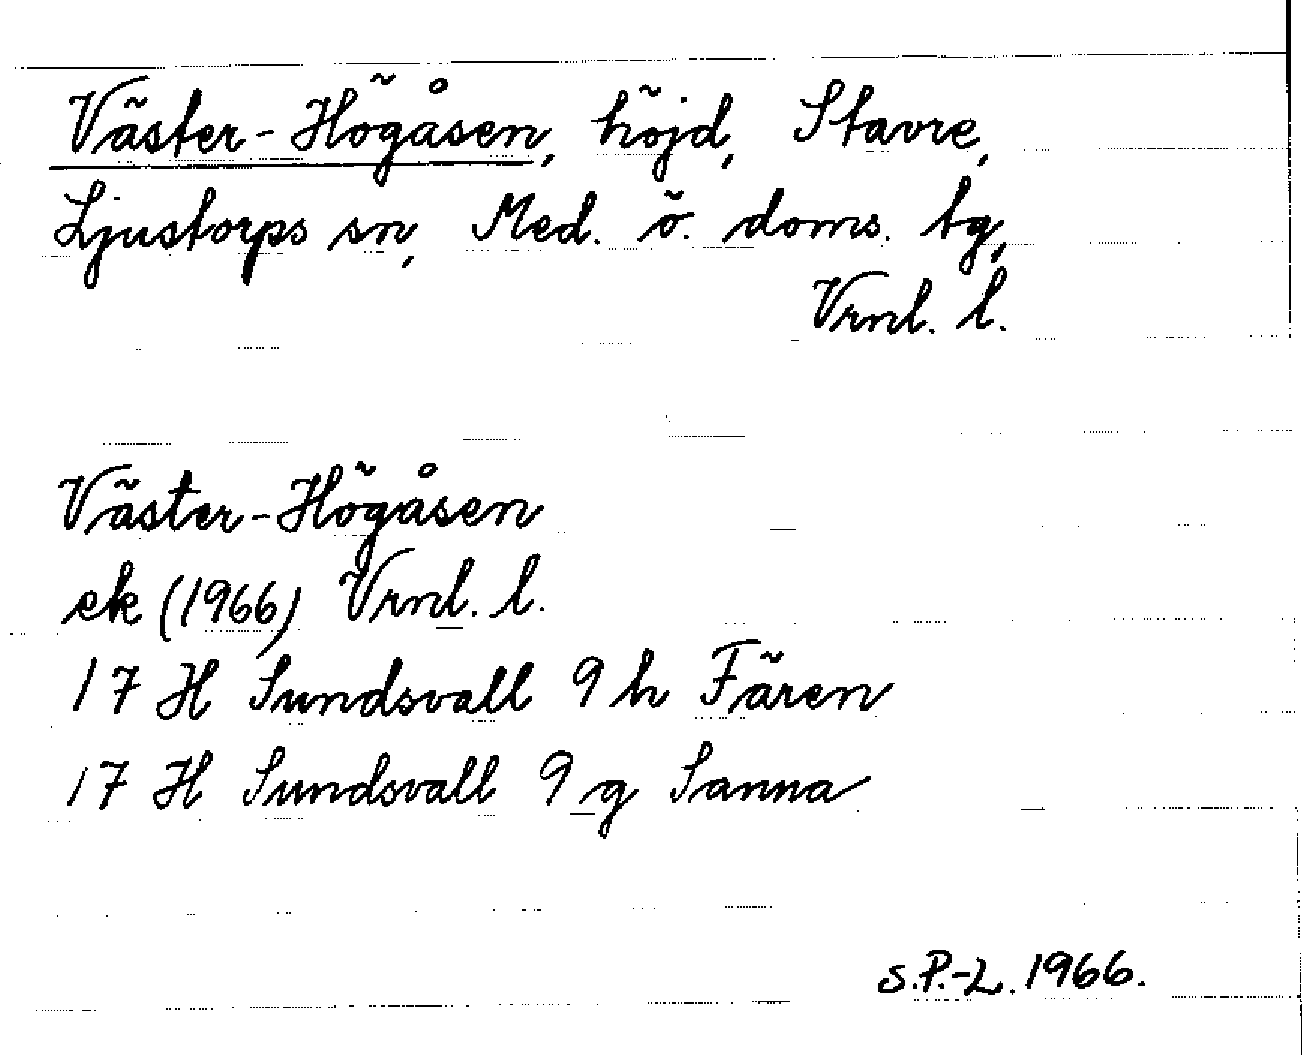 Väster-Högåsen, höjd, Stavre,
Ljustorps sn, Med. ö. doms. tg,
Vrnl. l.
Väster-Högåsen
ek (1966) Vrnl. l.
17 H Sundsvall 9 h Fären
17 H Sundsvall 9 g Sanna
S.P.-L. 1966.